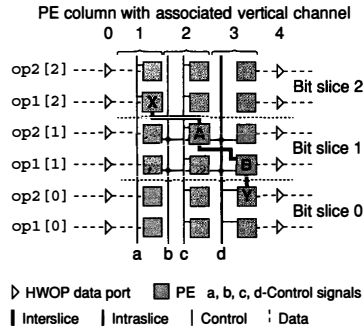 PE column with associated vertical channel
0 1 2 3 4
op2[2]
Bit slice 2
op1[2] X
op2[1] A
Bit slice 1
op1[1] B
op2[0] Y
Bit slice 0
op1[0]
a b c d
HWOP data port PE a, b, c, d-Control signals
Interslice Intraslice Control Data